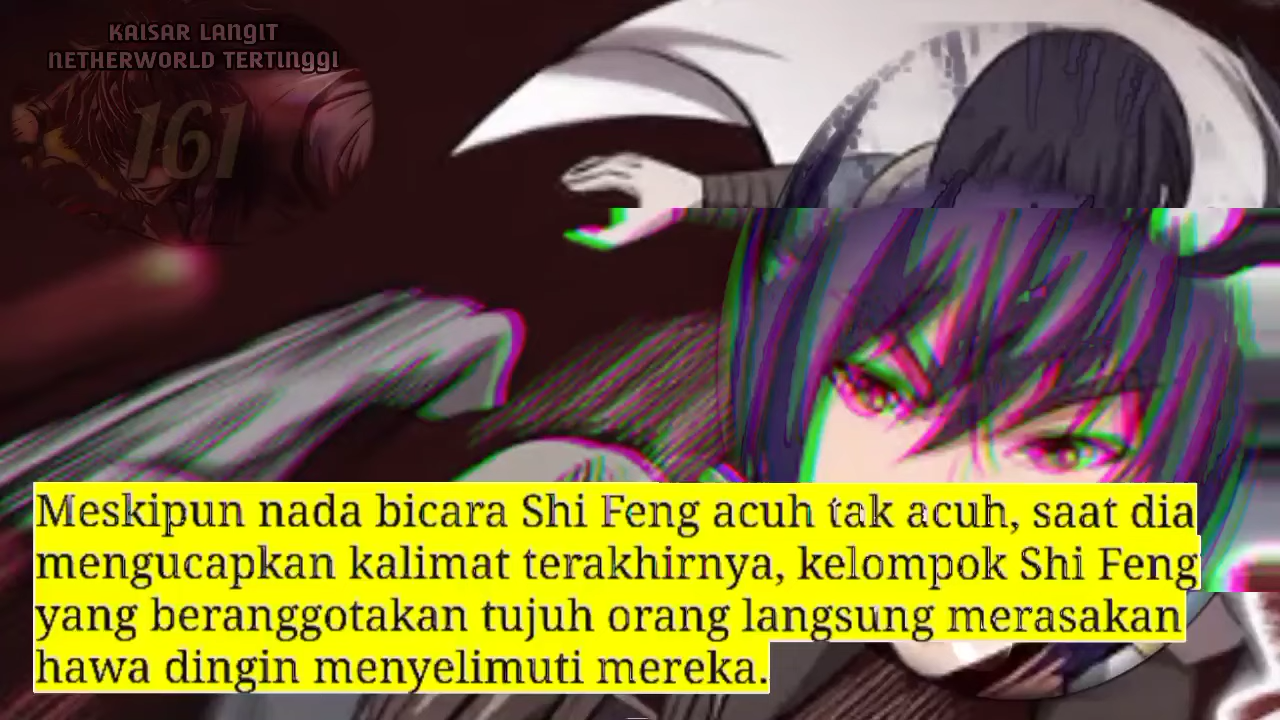 KAISAR LANGIT
NETHERWORLD TERTINGGI
161
Meskipun nada bicara Shi Feng acuh tak acuh, saat dia
mengucapkan kalimat terakhirnya, kelompok Shi Feng
yang beranggotakan tujuh orang langsung merasakan
hawa dingin menyelimuti mereka.